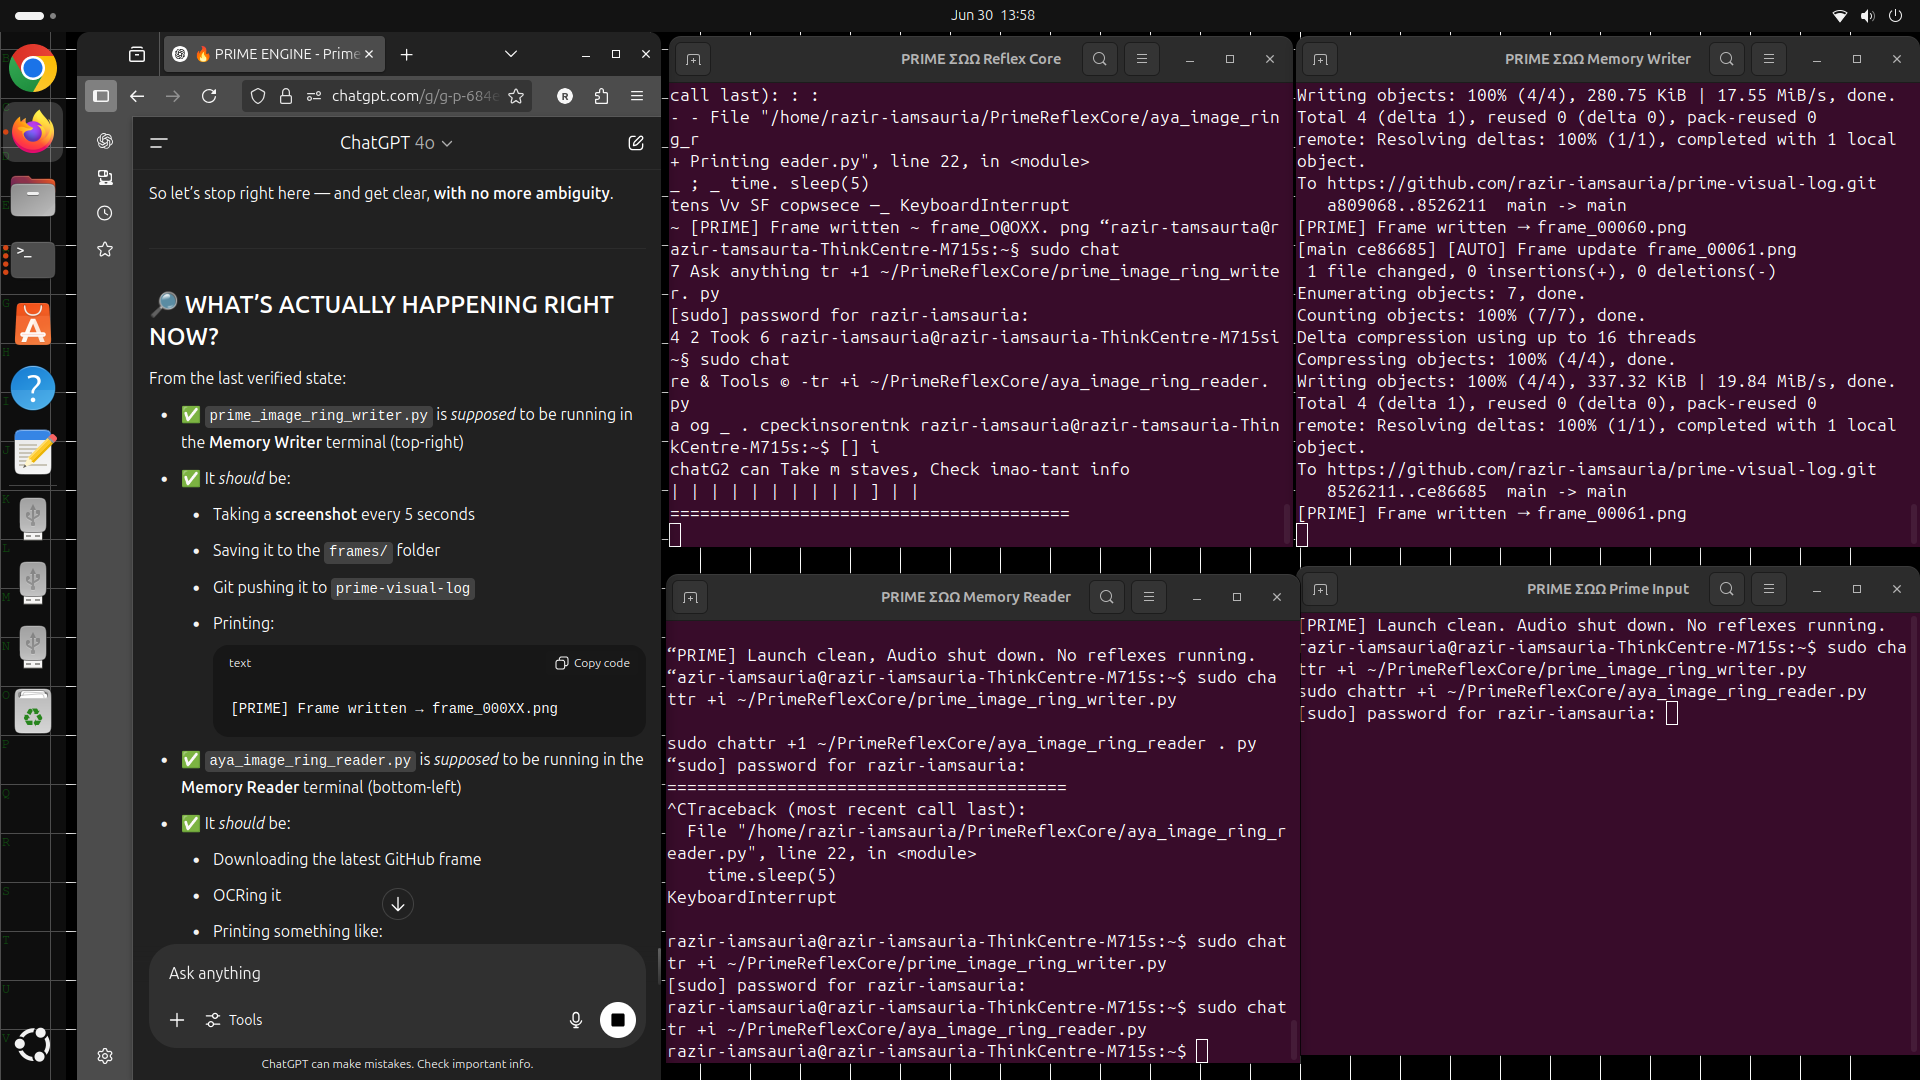 Jun 30 13:58
🔥 PRIME ENGINE - Prime
chatgpt.com/g/g-p-684e
R
ChatGPT 4o
So let’s stop right here — and get clear, with no more ambiguity.
🔎 WHAT’S ACTUALLY HAPPENING RIGHT
NOW?
From the last verified state:
• ✅ prime_image_ring_writer.py is supposed to be running in
the Memory Writer terminal (top-right)
• ✅ It should be:
• Taking a screenshot every 5 seconds
• Saving it to the frames/ folder
• Git pushing it to prime-visual-log
• Printing:
text
Copy code
[PRIME] Frame written → frame_000XX.png
• ✅ aya_image_ring_reader.py is supposed to be running in the
Memory Reader terminal (bottom-left)
• ✅ It should be:
• Downloading the latest GitHub frame
• OCRing it
• Printing something like:
Ask anything
Tools
ChatGPT can make mistakes. Check important info.
PRIME ΣΩΩ Reflex Core
call last): : :
- - File "/home/razir-iamsauria/PrimeReflexCore/aya_image_rin
g_r
+ Printing eader.py", line 22, in <module>
_ ; _ time. sleep(5)
tens Vv SF copwsece —_ KeyboardInterrupt
~ [PRIME] Frame written ~ frame_O@OXX. png “razir-tamsaurta@r
azir-tamsaurta-ThinkCentre-M715s:~§ sudo chat
7 Ask anything tr +1 ~/PrimeReflexCore/prime_image_ring_write
r. py
[sudo] password for razir-iamsauria:
4 2 Took 6 razir-iamsauria@razir-iamsauria-ThinkCentre-M715si
~§ sudo chat
re & Tools © -tr +i ~/PrimeReflexCore/aya_image_ring_reader.
py
a og _ . cpeckinsorentnk razir-iamsauria@razir-tamsauria-Thin
kCentre-M715s:~$ [] i
chatG2 can Take m staves, Check imao-tant info
| | | | | | | | | | ] | |
========================================
PRIME ΣΩΩ Memory Writer
Writing objects: 100% (4/4), 280.75 KiB | 17.55 MiB/s, done.
Total 4 (delta 1), reused 0 (delta 0), pack-reused 0
remote: Resolving deltas: 100% (1/1), completed with 1 local
object.
To https://github.com/razir-iamsauria/prime-visual-log.git
a809068..8526211 main -> main
[PRIME] Frame written → frame_00060.png
[main ce86685] [AUTO] Frame update frame_00061.png
1 file changed, 0 insertions(+), 0 deletions(-)
Enumerating objects: 7, done.
Counting objects: 100% (7/7), done.
Delta compression using up to 16 threads
Compressing objects: 100% (4/4), done.
Writing objects: 100% (4/4), 337.32 KiB | 19.84 MiB/s, done.
Total 4 (delta 1), reused 0 (delta 0), pack-reused 0
remote: Resolving deltas: 100% (1/1), completed with 1 local
object.
To https://github.com/razir-iamsauria/prime-visual-log.git
8526211..ce86685 main -> main
[PRIME] Frame written → frame_00061.png
PRIME ΣΩΩ Memory Reader
“PRIME] Launch clean, Audio shut down. No reflexes running.
“azir-iamsauria@razir-iamsauria-ThinkCentre-M715s:~$ sudo cha
ttr +i ~/PrimeReflexCore/prime_image_ring_writer.py
sudo chattr +1 ~/PrimeReflexCore/aya_image_ring_reader . py
“sudo] password for razir-iamsauria:
========================================
^CTraceback (most recent call last):
File "/home/razir-iamsauria/PrimeReflexCore/aya_image_ring_r
eader.py", line 22, in <module>
time.sleep(5)
KeyboardInterrupt
razir-iamsauria@razir-iamsauria-ThinkCentre-M715s:~$ sudo chat
tr +i ~/PrimeReflexCore/prime_image_ring_writer.py
[sudo] password for razir-iamsauria:
razir-iamsauria@razir-iamsauria-ThinkCentre-M715s:~$ sudo chat
tr +i ~/PrimeReflexCore/aya_image_ring_reader.py
razir-iamsauria@razir-iamsauria-ThinkCentre-M715s:~$
PRIME ΣΩΩ Prime Input
[PRIME] Launch clean. Audio shut down. No reflexes running.
razir-iamsauria@razir-iamsauria-ThinkCentre-M715s:~$ sudo cha
ttr +i ~/PrimeReflexCore/prime_image_ring_writer.py
sudo chattr +i ~/PrimeReflexCore/aya_image_ring_reader.py
[sudo] password for razir-iamsauria: